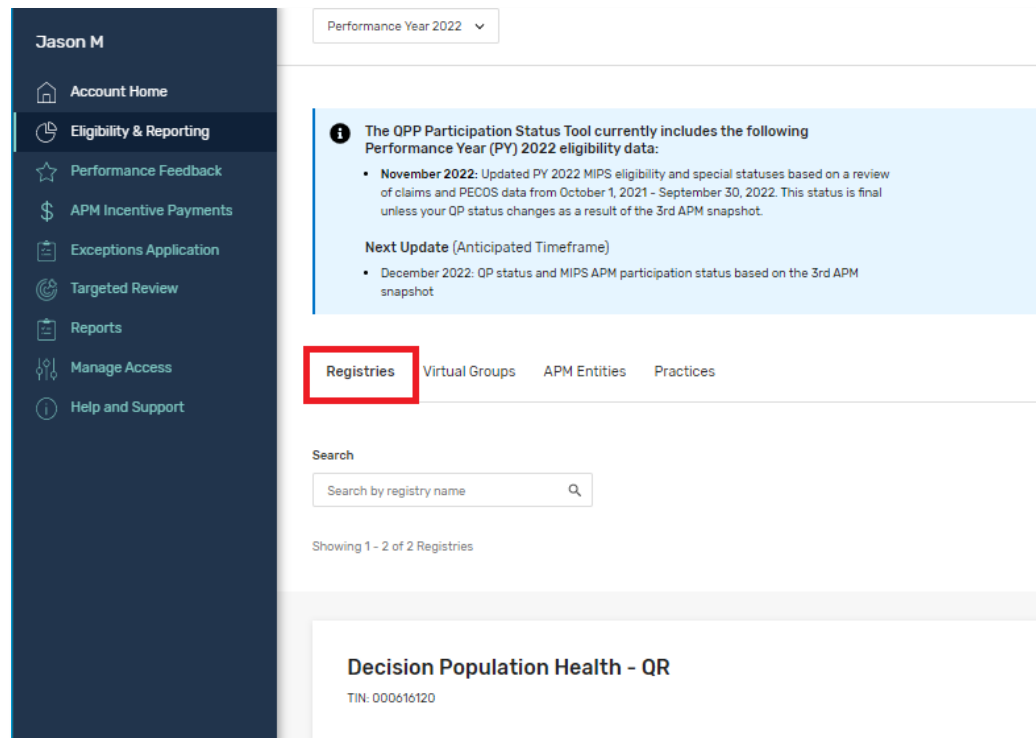 Jason M
Account Home
Eligibility & Reporting
Performance Feedback
$ APM Incentive Payments
Exceptions Application
Targeted Review
Reports
Manage Access
Help and Support
Performance Year 2022
The QPP Participation Status Tool currently includes the following
Performance Year (PY) 2022 eligibility data:
• November 2022: Updated PY 2022 MIPS eligibility and special statuses based on a review
of claims and PECOS data from October 1, 2021 - September 30, 2022. This status is final
unless your QP status changes as a result of the 3rd APM snapshot.
Next Update (Anticipated Timeframe)
• December 2022: QP status and MIPS APM participation status based on the 3rd APM
snapshot
Registries Virtual Groups APM Entities Practices
Search
Search by registry name
Showing 1 - 2 of 2 Registries
Decision Population Health - QR
TIN: 000616120